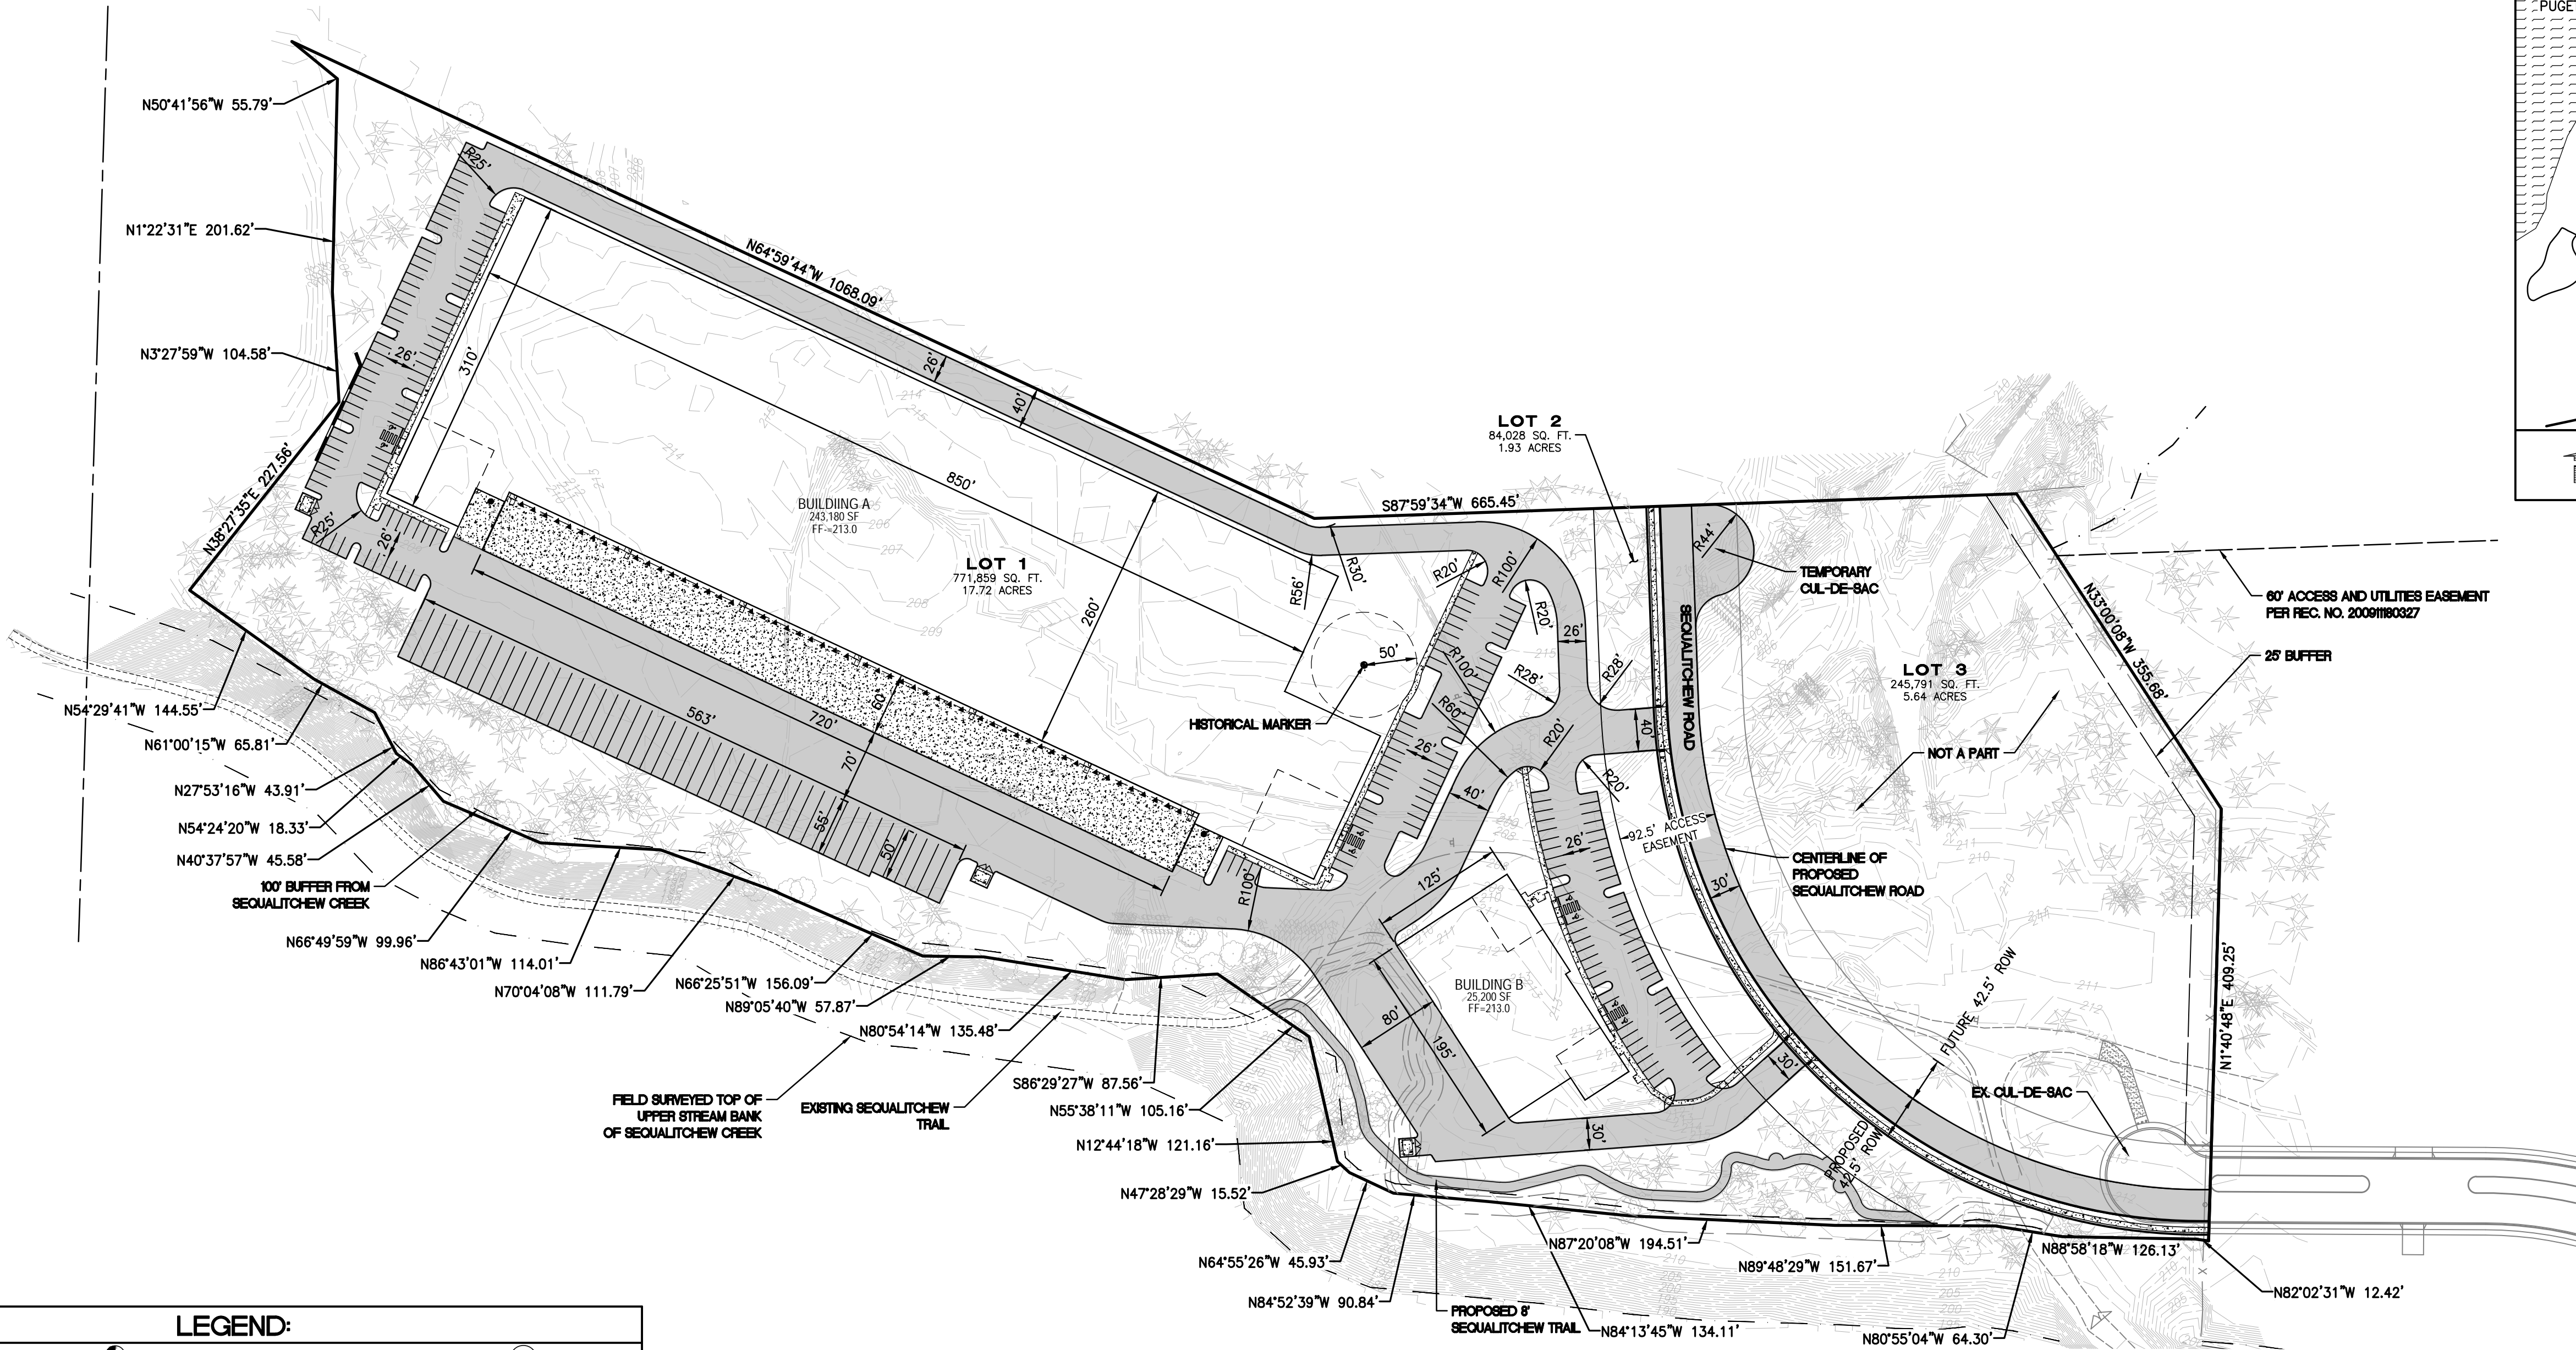 PUGE
N50°41'56"W 55.79'
N1°22'31"E 201.62'
N3°27'59"W 104.58'
N38°27'35"E 227.56'
N54°29'41"W 144.55'
N61°00'15"W 65.81'
N27°53'16"W 43.91'
N54°24'20"W 18.33'
N40°37'57"W 45.58'
100' BUFFER FROM
SEQUALITCHEW CREEK
N66°49'59"W 99.96'
N86°43'01"W 114.01'
N70°04'08"W 111.79'
N66°25'51"W 156.09'
N89°05'40"W 57.87'
N80°54'14"W 135.48'
FIELD SURVEYED TOP OF
UPPER STREAM BANK
OF SEQUALITCHEW CREEK
EXISTING SEQUALITCHEW
TRAIL
S86°29'27"W 87.56'
N55°38'11"W 105.16'
N12°44'18"W 121.16'
N47°28'29"W 15.52'
N64°55'26"W 45.93'
N84°52'39"W 90.84'
PROPOSED 8'
SEQUALITCHEW TRAIL
N84°13'45"W 134.11'
N87°20'08"W 194.51'
N89°48'29"W 151.67'
N80°55'04"W 64.30'
N88°58'18"W 126.13'
N82°02'31"W 12.42'
N64°59'44"W 1068.09'
S87°59'34"W 665.45'
N33°00'08"W 355.68'
N1°40'48"E 409.25'
R25'
26'
310'
R25'
26'
26'
40'
850'
BUILDIING A
243,180 SF
FF-=213.0
LOT 1
771,859 SQ. FT.
17.72 ACRES
260'
60'
720'
563'
70'
55'
50'
R100'
R56'
R30'
50'
HISTORICAL MARKER
R20'
R100'
R20'
26'
R28'
R28'
R100'
R60'
R20'
R20'
40'
26'
40'
26'
125'
LOT 2
84,028 SQ. FT.
1.93 ACRES
R44'
TEMPORARY
CUL-DE-SAC
SEQUALITCHEW ROAD
92.5' ACCESS
EASEMENT
30'
CENTERLINE OF
PROPOSED
SEQUALITCHEW ROAD
LOT 3
245,791 SQ. FT.
5.64 ACRES
NOT A PART
60' ACCESS AND UTILITIES EASEMENT
PER REC. NO. 200911180327
25' BUFFER
BUILDING B
25,200 SF
FF=213.0
80'
195'
30'
30'
FUTURE 42.5' ROW
PROPOSED
42.5' ROW
EX. CUL-DE-SAC
LEGEND: